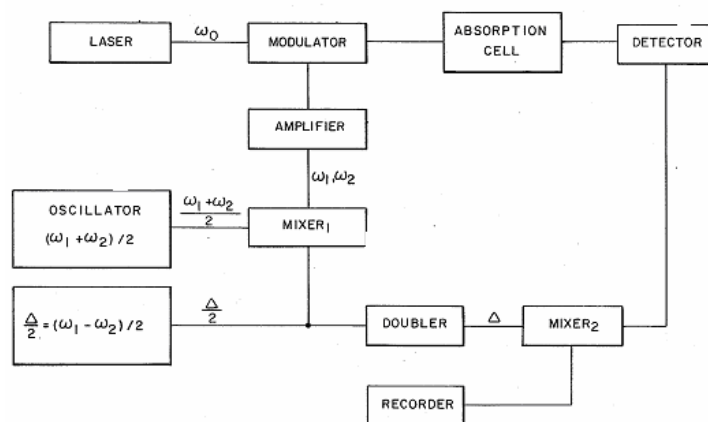 LASER
ω₀
MODULATOR
ABSORPTION
CELL
DETECTOR
AMPLIFIER
ω₁,ω₂
OSCILLATOR
(ω₁+ω₂)/2
ω₁+ω₂
2
MIXER₁
Δ/2 =(ω₁-ω₂)/2
Δ
2
DOUBLER
Δ
MIXER₂
RECORDER